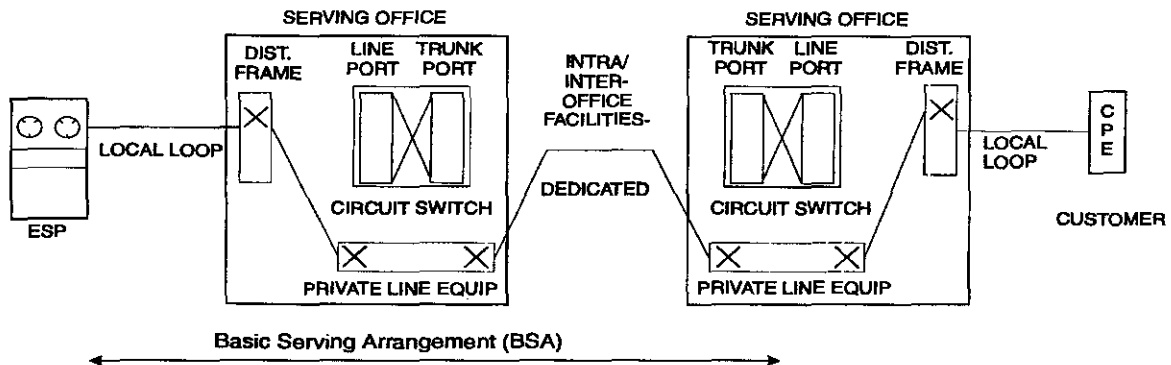 SERVING OFFICE
DIST.
FRAME
LINE
PORT
TRUNK
PORT
CIRCUIT SWITCH
PRIVATE LINE EQUIP
ESP
LOCAL LOOP
INTRA/
INTER-
OFFICE
FACILITIES-
DEDICATED
SERVING OFFICE
TRUNK
PORT
LINE
PORT
DIST.
FRAME
CIRCUIT SWITCH
PRIVATE LINE EQUIP
LOCAL
LOOP
C
P
E
CUSTOMER
Basic Serving Arrangement (BSA)